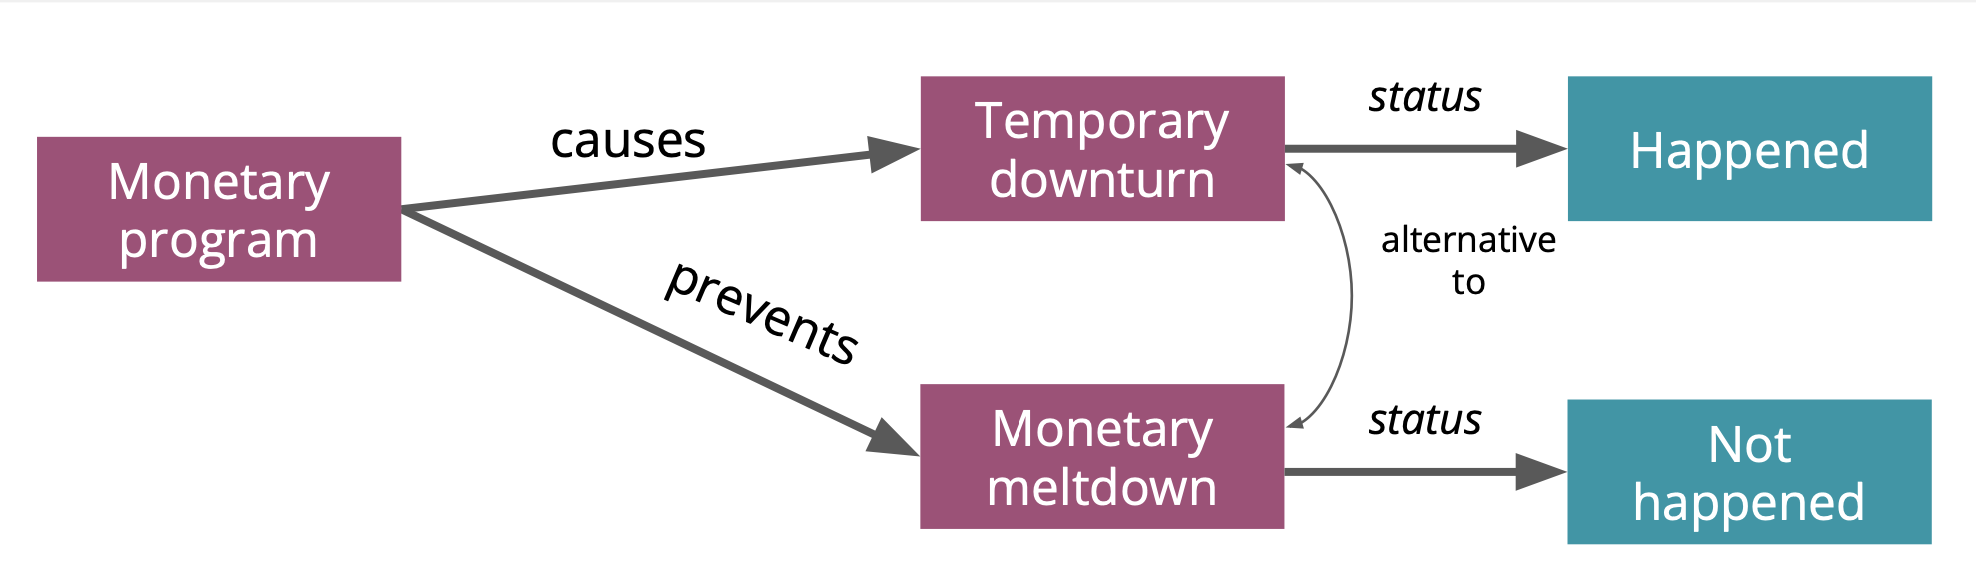 Monetary
program
causes
prevents
Temporary
downturn
status
Happened
alternative
to
Monetary
meltdown
status
Not
happened